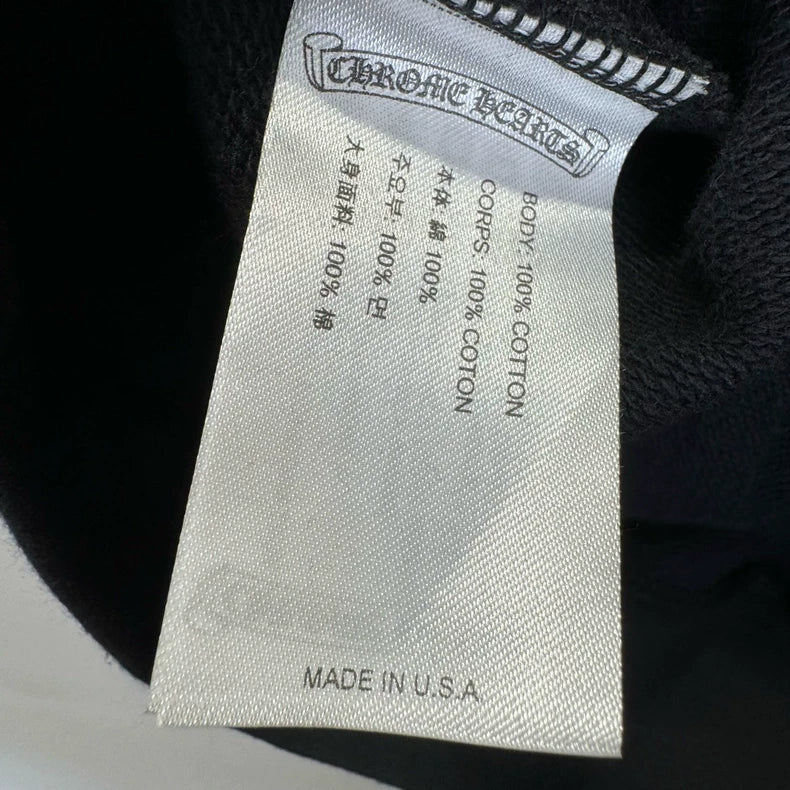 CHROME HEARTS
BODY: 100% COTTON
CORPS: 100% COTON
本体: 綿 100%
주요부: 100% 면
大身面料: 100% 棉
MADE IN U.S.A